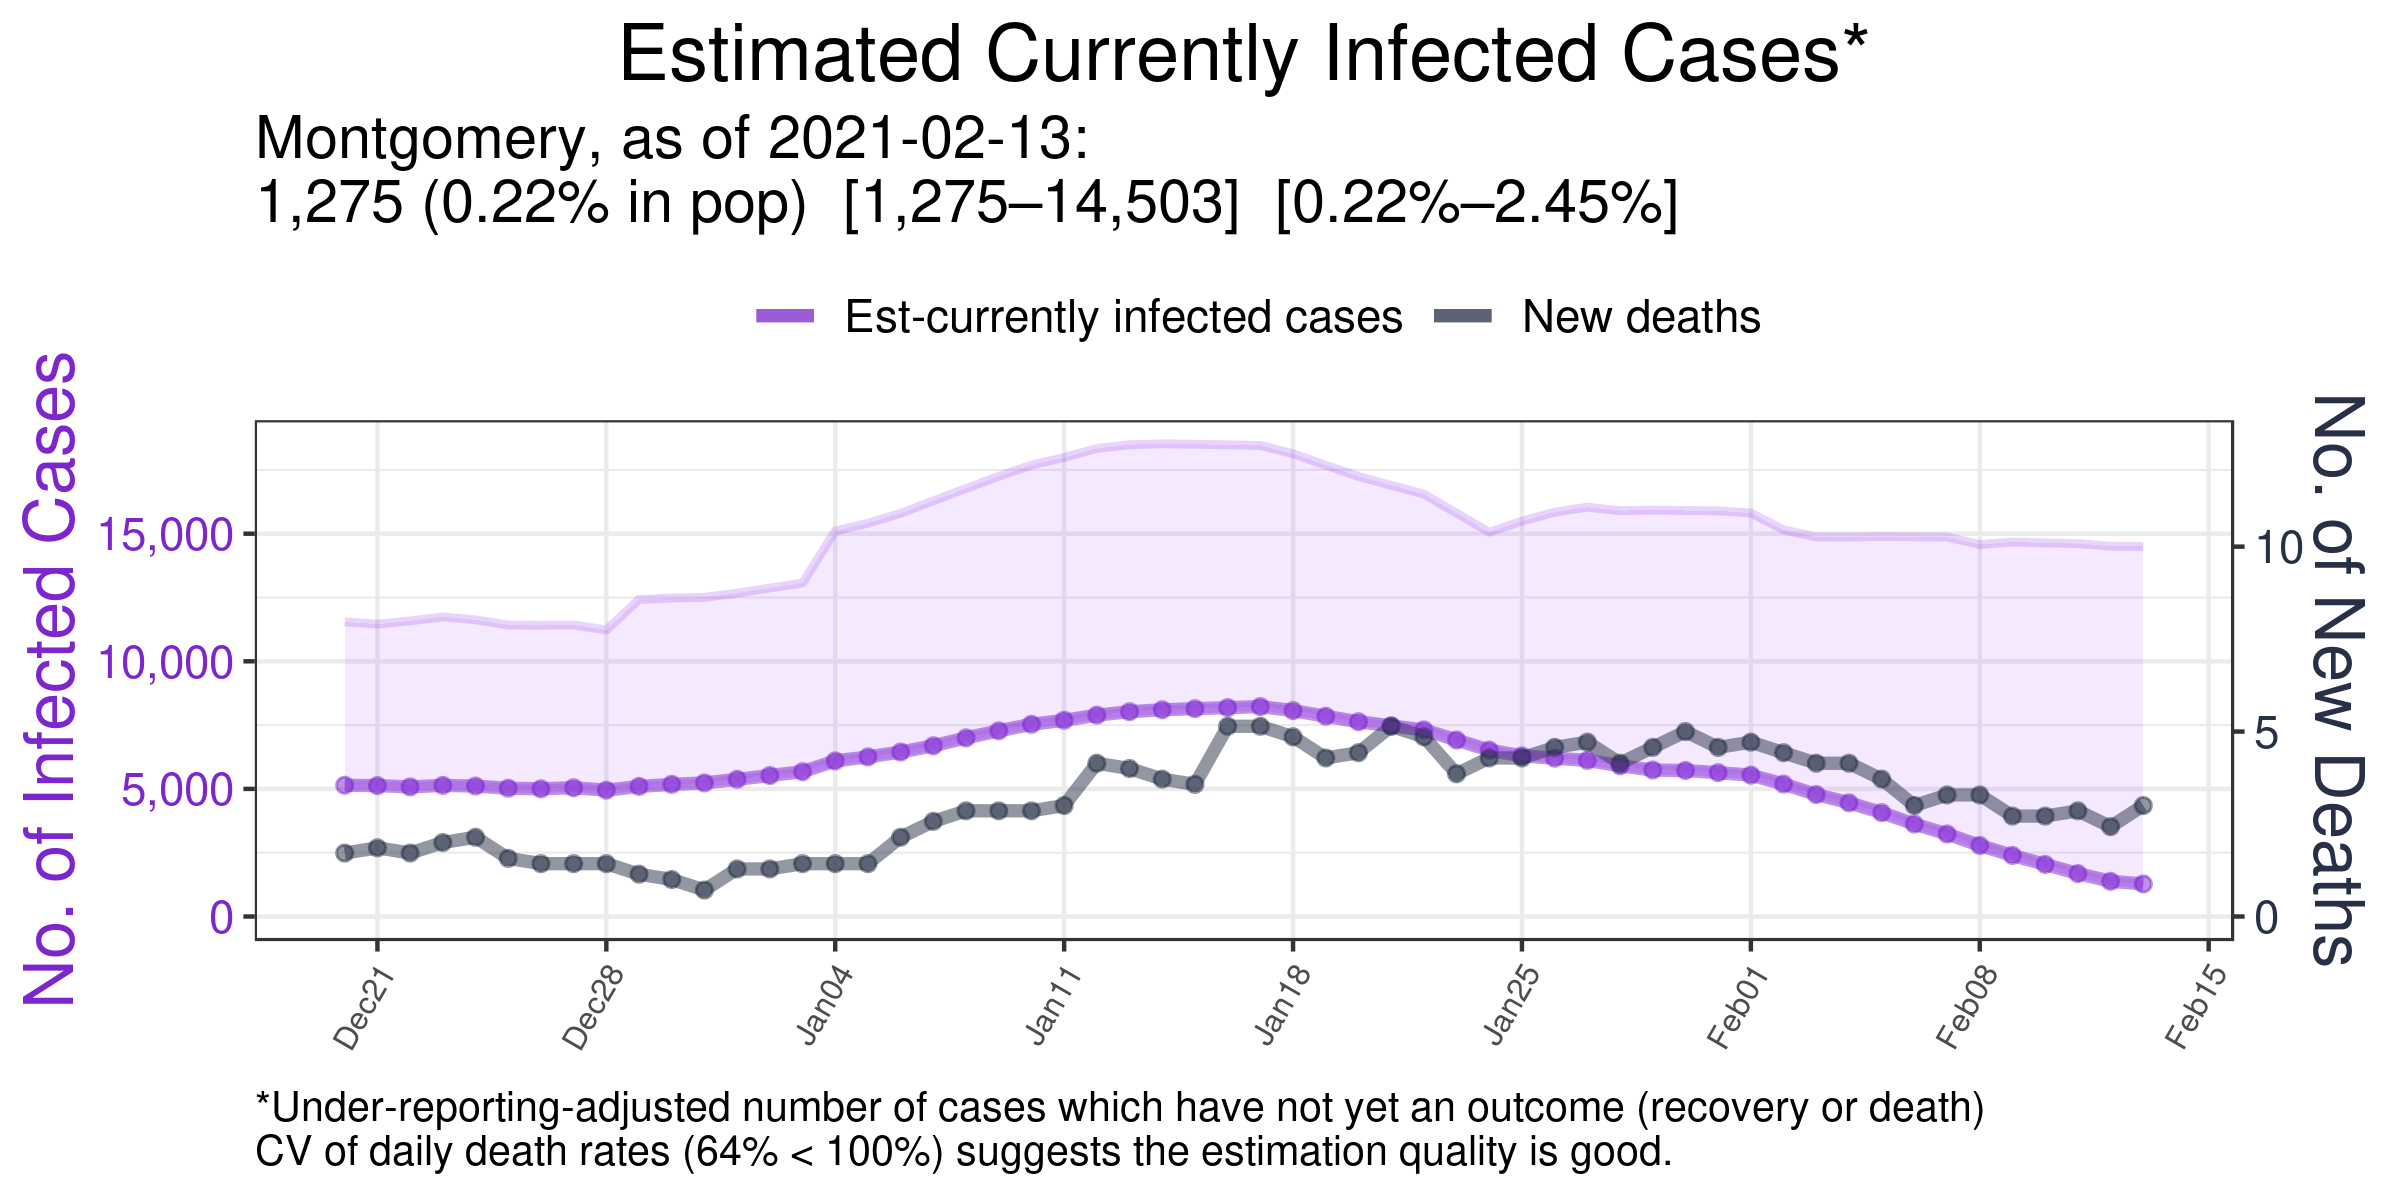 Estimated Currently Infected Cases*
Montgomery, as of 2021-02-13:
1,275 (0.22% in pop)  [1,275–14,503]  [0.22%–2.45%]
Est-currently infected cases
New deaths
No. of Infected Cases
15,000
10,000
5,000
0
No. of New Deaths
10
5
0
Dec21
Dec28
Jan04
Jan11
Jan18
Jan25
Feb01
Feb08
Feb15
*Under-reporting-adjusted number of cases which have not yet an outcome (recovery or death)
CV of daily death rates (64% < 100%) suggests the estimation quality is good.